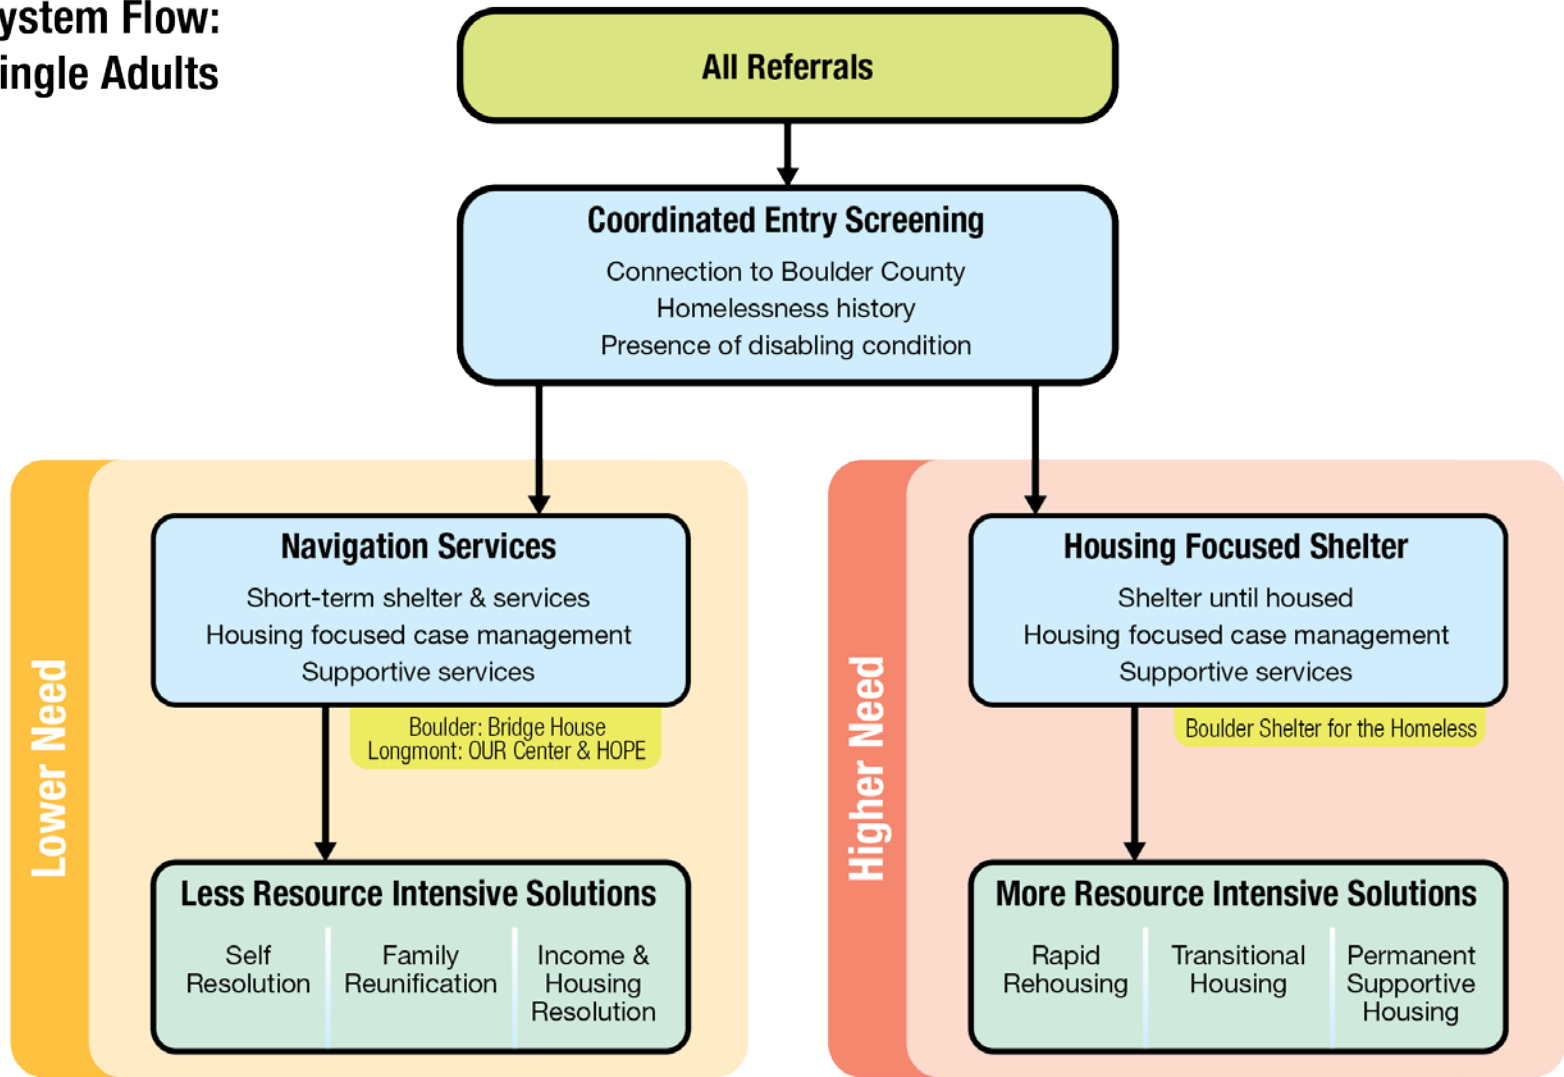 ystem Flow:
ingle Adults
All Referrals
Coordinated Entry Screening
Connection to Boulder County
Homelessness history
Presence of disabling condition
Lower Need
Navigation Services
Short-term shelter & services
Housing focused case management
Supportive services
Boulder: Bridge House
Longmont: OUR Center & HOPE
Less Resource Intensive Solutions
Self
Resolution
Family
Reunification
Income &
Housing
Resolution
Higher Need
Housing Focused Shelter
Shelter until housed
Housing focused case management
Supportive services
Boulder Shelter for the Homeless
More Resource Intensive Solutions
Rapid
Rehousing
Transitional
Housing
Permanent
Supportive
Housing